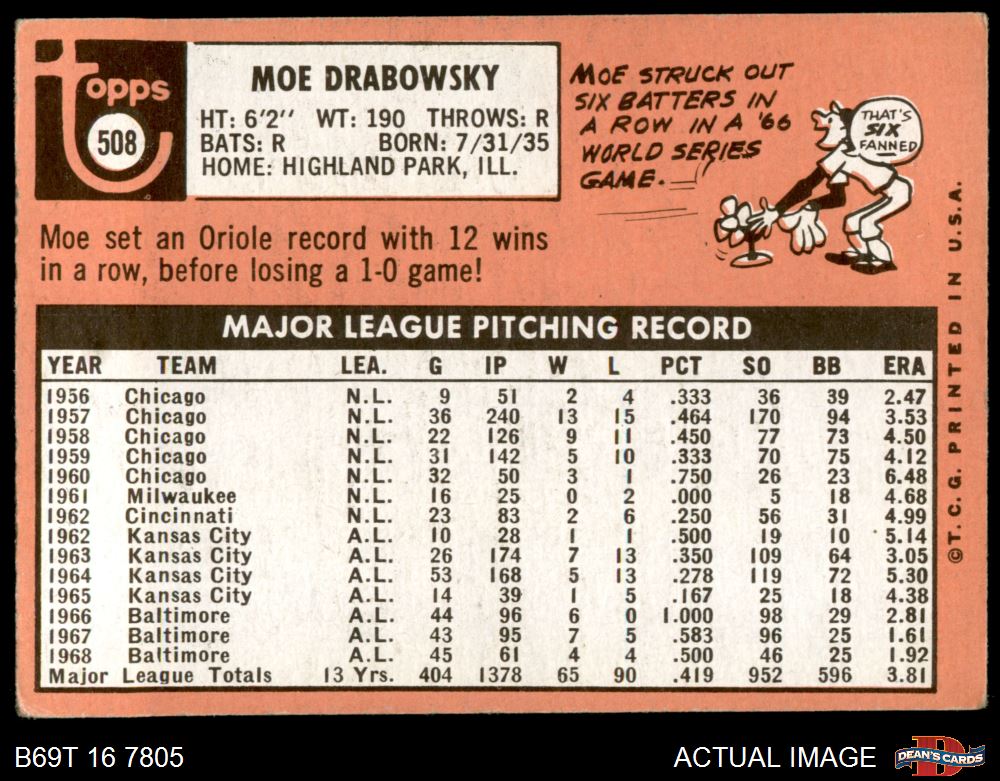 topps
508
MOE DRABOWSKY
HT: 6'2" WT: 190 THROWS: R
BATS: R BORN: 7/31/35
HOME: HIGHLAND PARK, ILL.
MOE STRUCK OUT
SIX BATTERS IN
A ROW IN A '66
WORLD SERIES
GAME.
THAT'S
SIX
FANNED
Moe set an Oriole record with 12 wins
in a row, before losing a 1-0 game!
MAJOR LEAGUE PITCHING RECORD
YEAR TEAM LEA. G IP W L PCT SO BB ERA
1956 Chicago N.L. 9 51 2 4 .333 36 39 2.47
1957 Chicago N.L. 36 240 13 15 .464 170 94 3.53
1958 Chicago N.L. 22 126 9 11 .450 77 73 4.50
1959 Chicago N.L. 31 142 5 10 .333 70 75 4.12
1960 Chicago N.L. 32 50 3 1 .750 26 23 6.48
1961 Milwaukee N.L. 16 25 0 2 .000 5 18 4.68
1962 Cincinnati N.L. 23 83 2 6 .250 56 31 4.99
1962 Kansas City A.L. 10 28 1 1 .500 19 10 5.14
1963 Kansas City A.L. 26 174 7 13 .350 109 64 3.05
1964 Kansas City A.L. 53 168 5 13 .278 119 72 5.30
1965 Kansas City A.L. 14 39 1 5 .167 25 18 4.38
1966 Baltimore A.L. 44 96 6 0 1.000 98 29 2.81
1967 Baltimore A.L. 43 95 7 5 .583 96 25 1.61
1968 Baltimore A.L. 45 61 4 4 .500 46 25 1.92
Major League Totals 13 Yrs. 404 1378 65 90 .419 952 596 3.81
©T.C.G. PRINTED IN U.S.A.
B69T 16 7805
ACTUAL IMAGE
D
DEAN'S CARDS